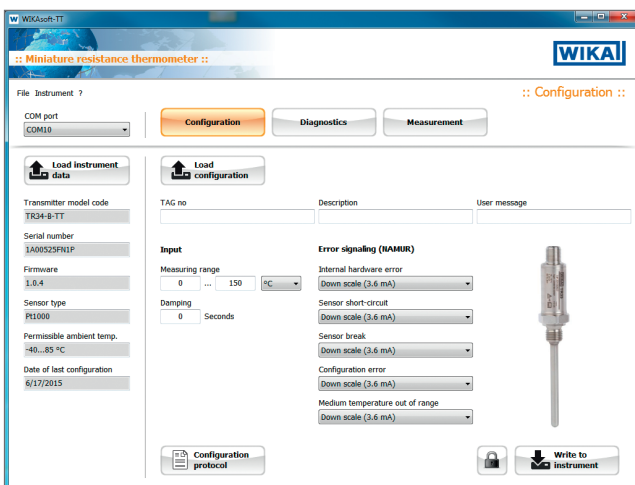 W WIKAsoft-TT
:: Miniature resistance thermometer ::
WIKA
File Instrument ?
:: Configuration ::
COM port
COM10
Configuration
Diagnostics
Measurement
Load instrument
data
Load
configuration
Transmitter model code
TR34-B-TT
TAG no
Description
User message
Serial number
1A00525FN1P
Input
Error signaling (NAMUR)
Firmware
1.0.4
Measuring range
0 ... 150 °C
Internal hardware error
Down scale (3.6 mA)
Sensor type
Pt1000
Damping
0 Seconds
Sensor short-circuit
Down scale (3.6 mA)
Permissible ambient temp.
-40...85 °C
Sensor break
Down scale (3.6 mA)
Date of last configuration
6/17/2015
Configuration error
Down scale (3.6 mA)
Medium temperature out of range
Down scale (3.6 mA)
Configuration
protocol
Write to
instrument